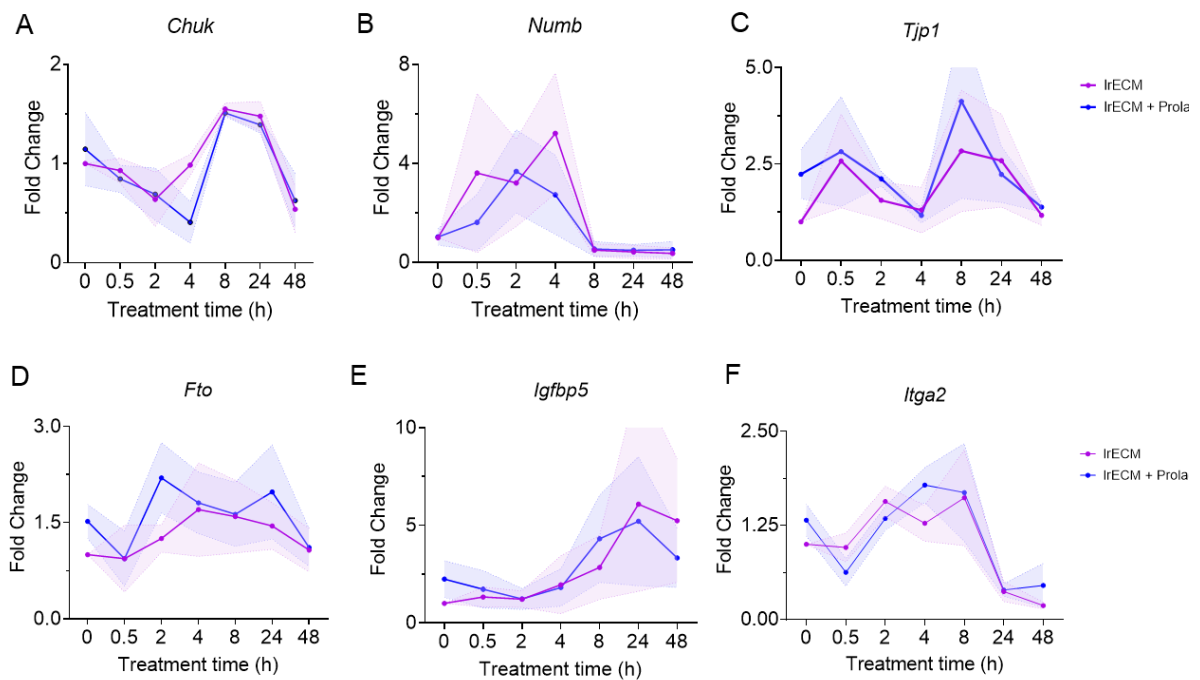 A
Chuk
Fold Change
2
1
0
0 0.5 2 4 8 24 48
Treatment time (h)
B
Numb
Fold Change
8
4
0
0 0.5 2 4 8 24 48
Treatment time (h)
C
Tjp1
Fold Change
5.0
2.5
0.0
0 0.5 2 4 8 24 48
Treatment time (h)
lrECM
lrECM + Prola
D
Fto
Fold Change
3.0
1.5
0.0
0 0.5 2 4 8 24 48
Treatment time (h)
E
Igfbp5
Fold Change
10
5
0
0 0.5 2 4 8 24 48
Treatment time (h)
F
Itga2
Fold Change
2.50
1.25
0.00
0 0.5 2 4 8 24 48
Treatment time (h)
lrECM
lrECM + Prola